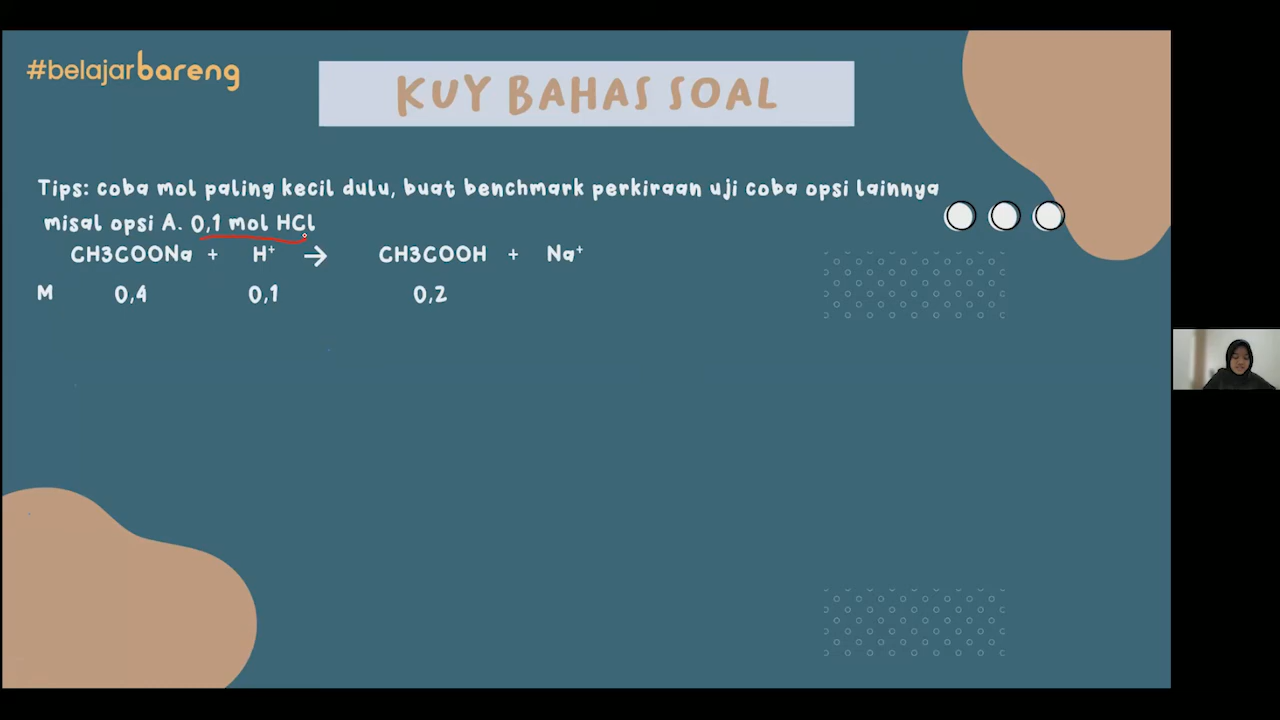 #belajarbareng
KUY BAHAS SOAL
Tips: coba mol paling kecil dulu, buat benchmark perkiraan uji coba opsi lainnya
misal opsi A. 0,1 mol HCl
CH3COONa + H⁺ → CH3COOH + Na⁺
M 0,4 0,1 0,2